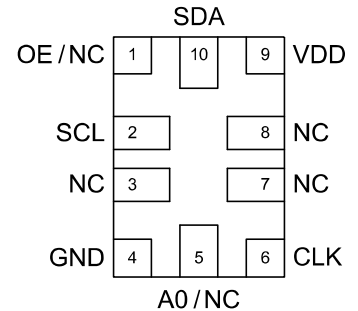 SDA
OE/NC 1 10 9 VDD
SCL 2 8 NC
NC 3 7 NC
GND 4 5 6 CLK
A0/NC